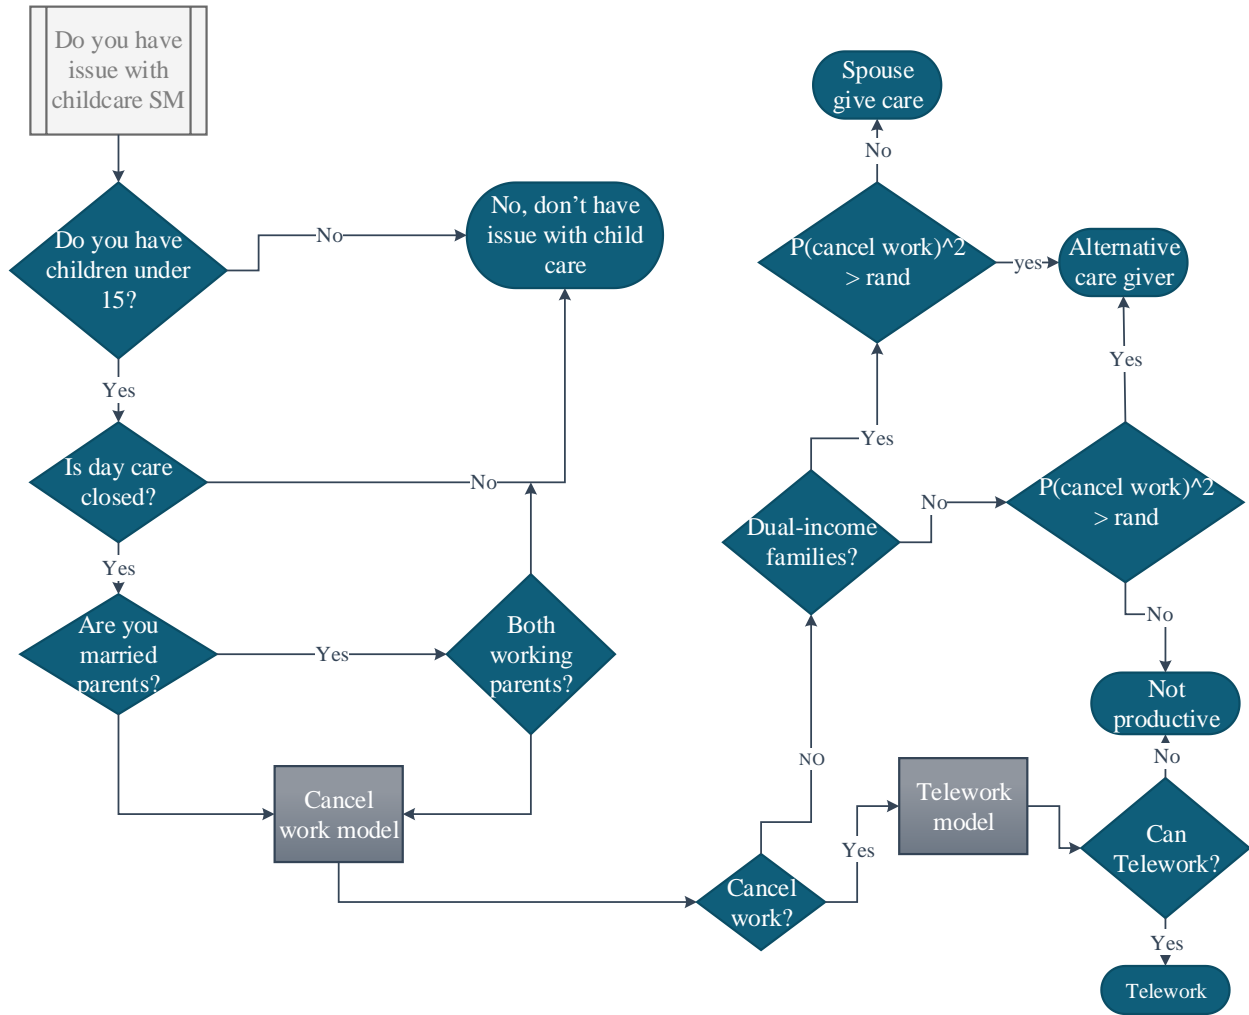 Do you have
issue with
childcare SM
Do you have
children under
15?
No
No, don't have
issue with child
care
Yes
Is day care
closed?
No
Yes
Are you
married
parents?
Yes
Both
working
parents?
Cancel
work model
Cancel
work?
NO
Yes
Telework
model
Can
Telework?
No
Yes
Telework
Not
productive
Dual-income
families?
Yes
No
P(cancel work)^2
> rand
No
yes
Spouse
give care
Alternative
care giver
P(cancel work)^2
> rand
Yes
No